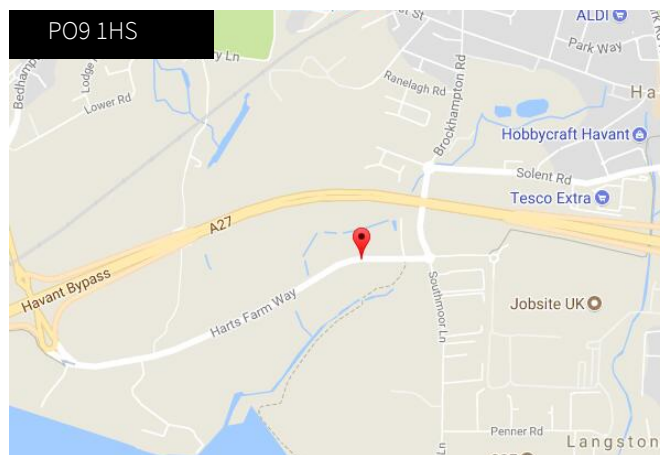 PO9 1HS
ALDI
Park Way
Ranelagh Rd
Lodge
Bedham
Lower Rd
Brockhampton Rd
Ha
Hobbycraft Havant
Solent Rd
Tesco Extra
A27
Havant Bypass
Harts Farm Way
Southmoor Ln
Jobsite UK
Penner Rd
Langston